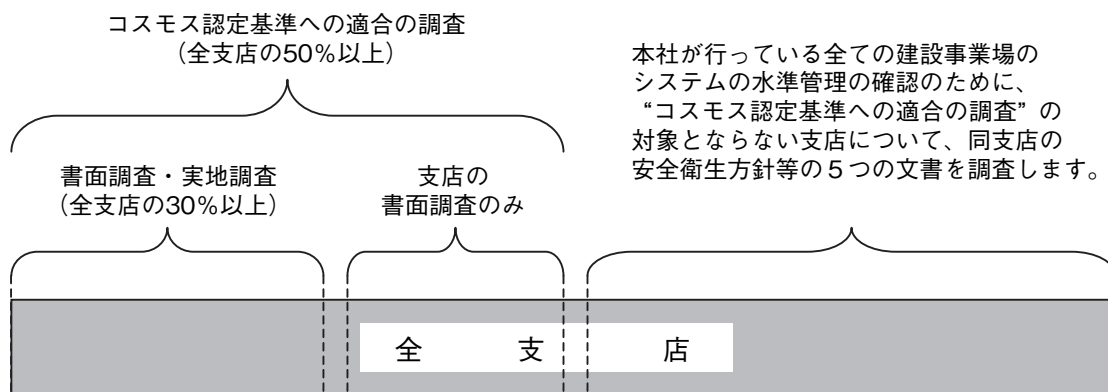 コスモス認定基準への適合の調査
（全支店の50％以上）
本社が行っている全ての建設事業場の
システムの水準管理の確認のために、
“コスモス認定基準への適合の調査”の
対象とならない支店について、同支店の
安全衛生方針等の５つの文書を調査します。
書面調査・実地調査
（全支店の30％以上）
支店の
書面調査のみ
全　支　店